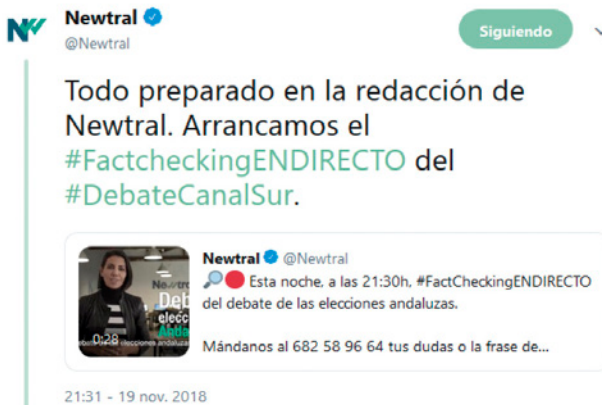 Newtral
@Newtral
Siguiendo
Todo preparado en la redacción de
Newtral. Arrancamos el
#FactcheckingENDIRECTO del
#DebateCanalSur.
Newtral @Newtral
Esta noche, a las 21:30h, #FactCheckingENDIRECTO
del debate de las elecciones andaluzas.
Mándanos al 682 58 96 64 tus dudas o la frase de...
0:28
21:31 - 19 nov. 2018